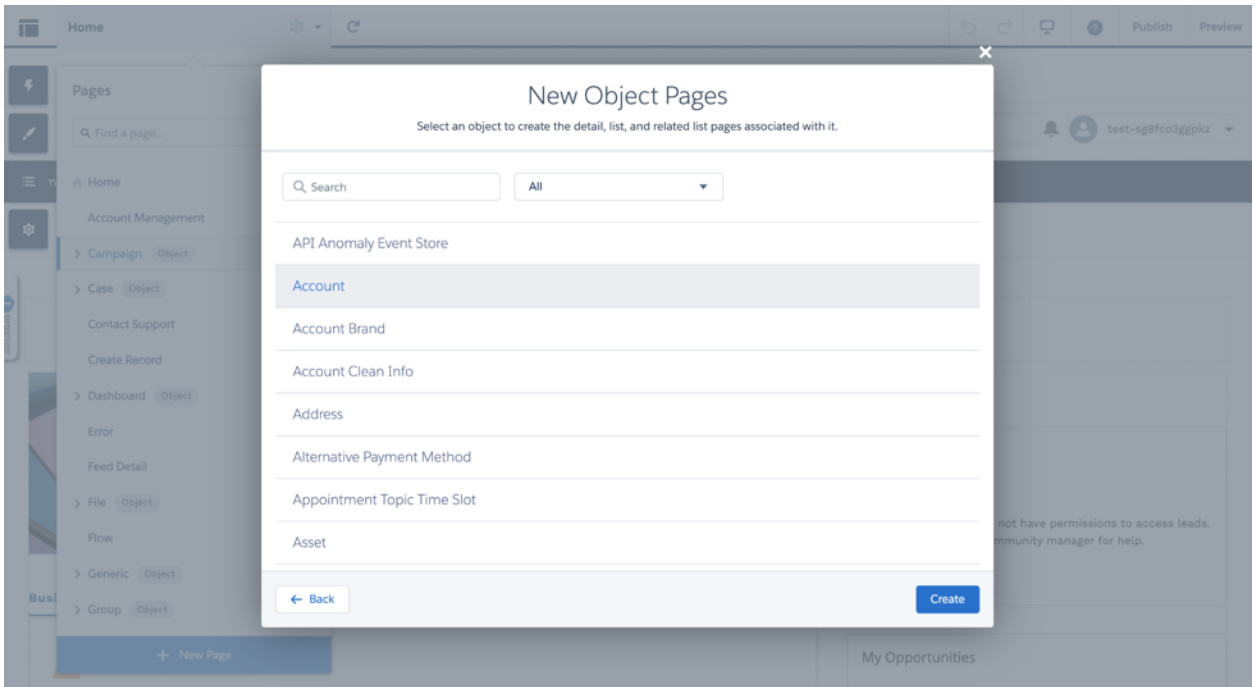 Home
Publish
Preview
Pages
New Object Pages
Select an object to create the detail, list, and related list pages associated with it.
Find a page...
test-sg8fco3ggpkz
Home
Search
All
Account Management
API Anomaly Event Store
Campaign Object
Account
Case Object
Contact Support
Account Brand
Create Record
Account Clean Info
Dashboard Object
Address
Error
Alternative Payment Method
Feed Detail
File Object
Appointment Topic Time Slot
not have permissions to access leads.
Flow
Asset
mmunity manager for help.
Generic Object
Busi
Back
Create
Group Object
+ New Page
My Opportunities